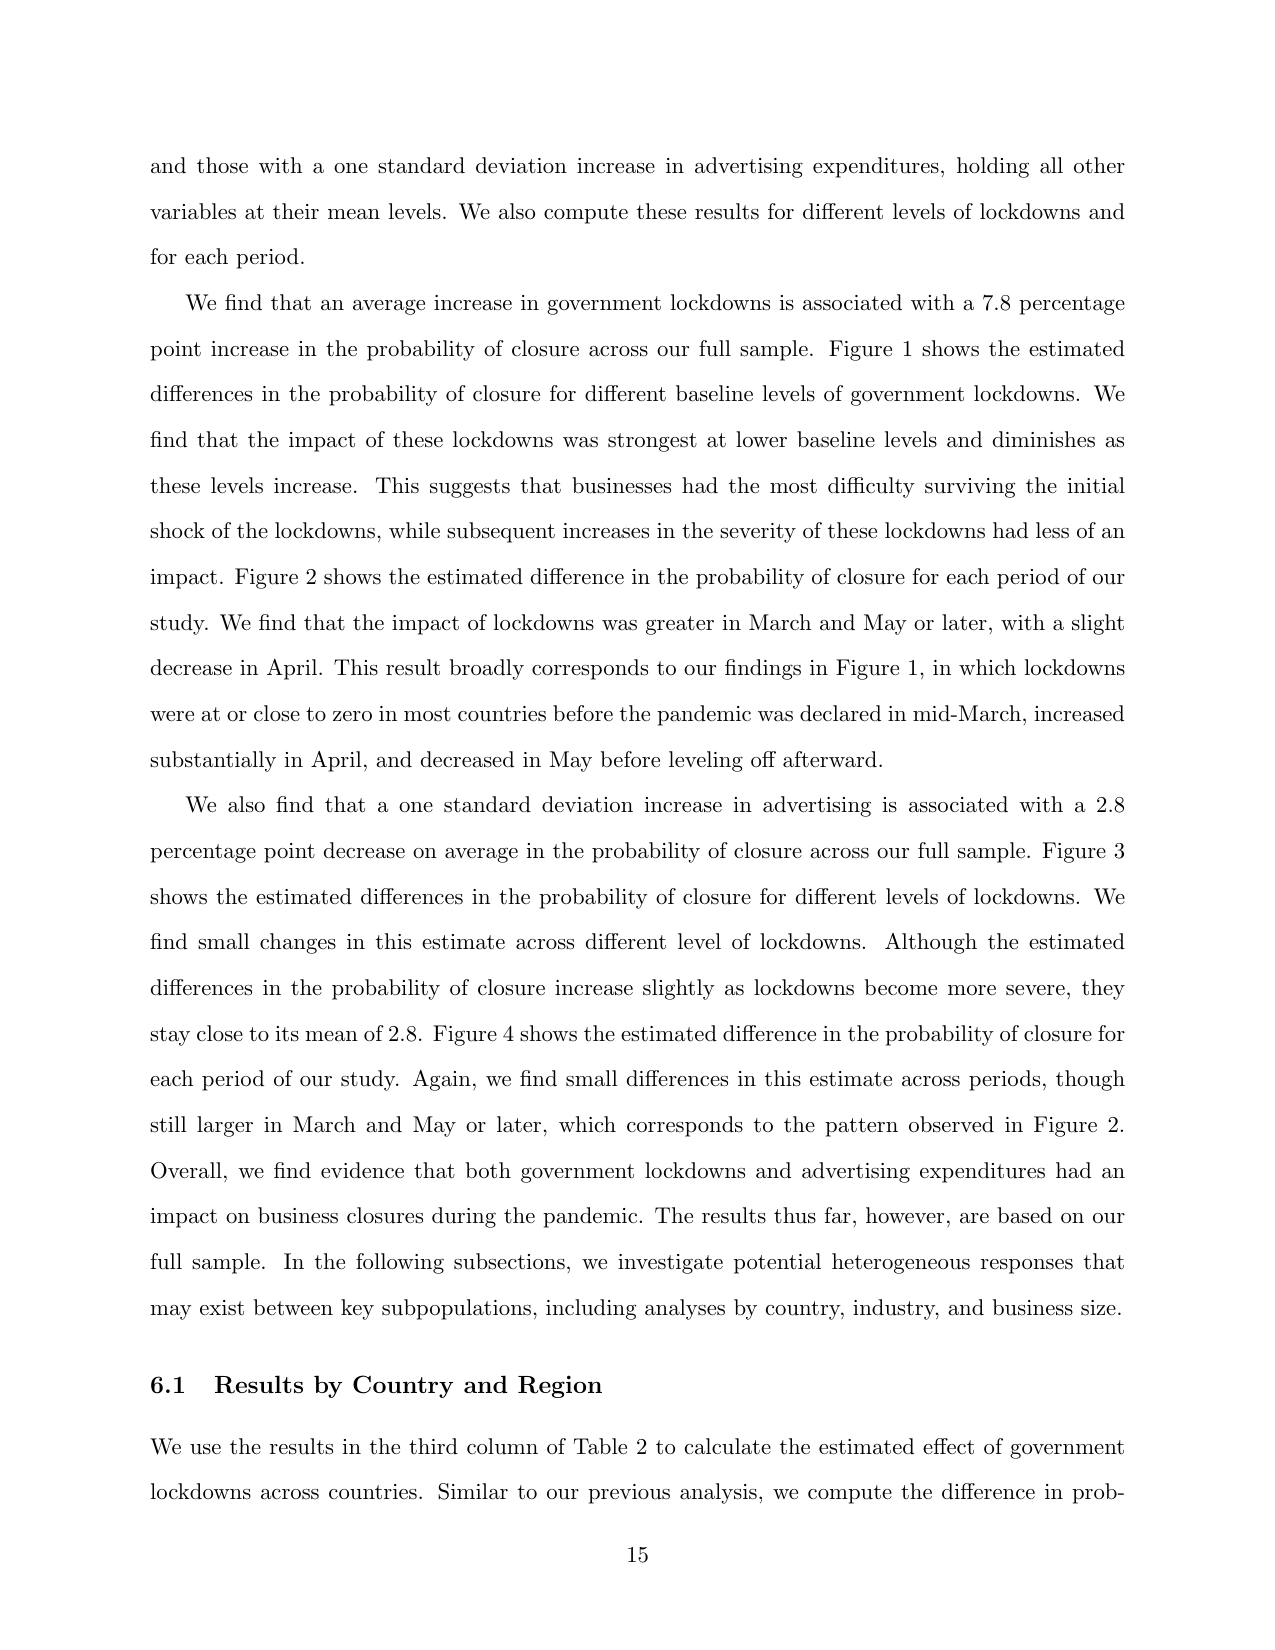 and those with a one standard deviation increase in advertising expenditures, holding all other
variables at their mean levels. We also compute these results for different levels of lockdowns and
for each period.
We find that an average increase in government lockdowns is associated with a 7.8 percentage
point increase in the probability of closure across our full sample. Figure 1 shows the estimated
differences in the probability of closure for different baseline levels of government lockdowns. We
find that the impact of these lockdowns was strongest at lower baseline levels and diminishes as
these levels increase. This suggests that businesses had the most difficulty surviving the initial
shock of the lockdowns, while subsequent increases in the severity of these lockdowns had less of an
impact. Figure 2 shows the estimated difference in the probability of closure for each period of our
study. We find that the impact of lockdowns was greater in March and May or later, with a slight
decrease in April. This result broadly corresponds to our findings in Figure 1, in which lockdowns
were at or close to zero in most countries before the pandemic was declared in mid-March, increased
substantially in April, and decreased in May before leveling off afterward.
We also find that a one standard deviation increase in advertising is associated with a 2.8
percentage point decrease on average in the probability of closure across our full sample. Figure 3
shows the estimated differences in the probability of closure for different levels of lockdowns. We
find small changes in this estimate across different level of lockdowns. Although the estimated
differences in the probability of closure increase slightly as lockdowns become more severe, they
stay close to its mean of 2.8. Figure 4 shows the estimated difference in the probability of closure for
each period of our study. Again, we find small differences in this estimate across periods, though
still larger in March and May or later, which corresponds to the pattern observed in Figure 2.
Overall, we find evidence that both government lockdowns and advertising expenditures had an
impact on business closures during the pandemic. The results thus far, however, are based on our
full sample. In the following subsections, we investigate potential heterogeneous responses that
may exist between key subpopulations, including analyses by country, industry, and business size.
6.1 Results by Country and Region
We use the results in the third column of Table 2 to calculate the estimated effect of government
lockdowns across countries. Similar to our previous analysis, we compute the difference in prob-
15